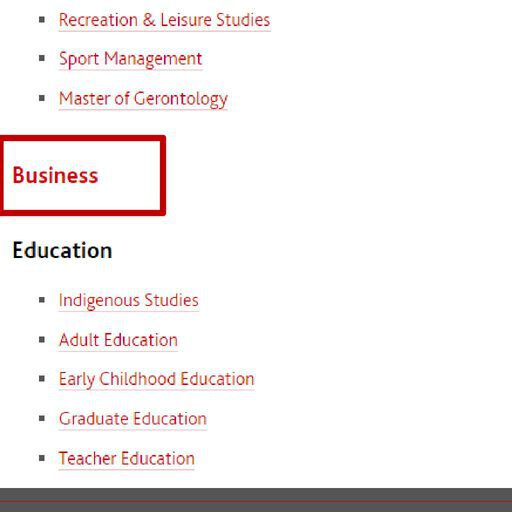 Recreation & Leisure Studies
Sport Management
Master of Gerontology
Business
Education
Indigenous Studies
Adult Education
Early Childhood Education
Graduate Education
Teacher Education